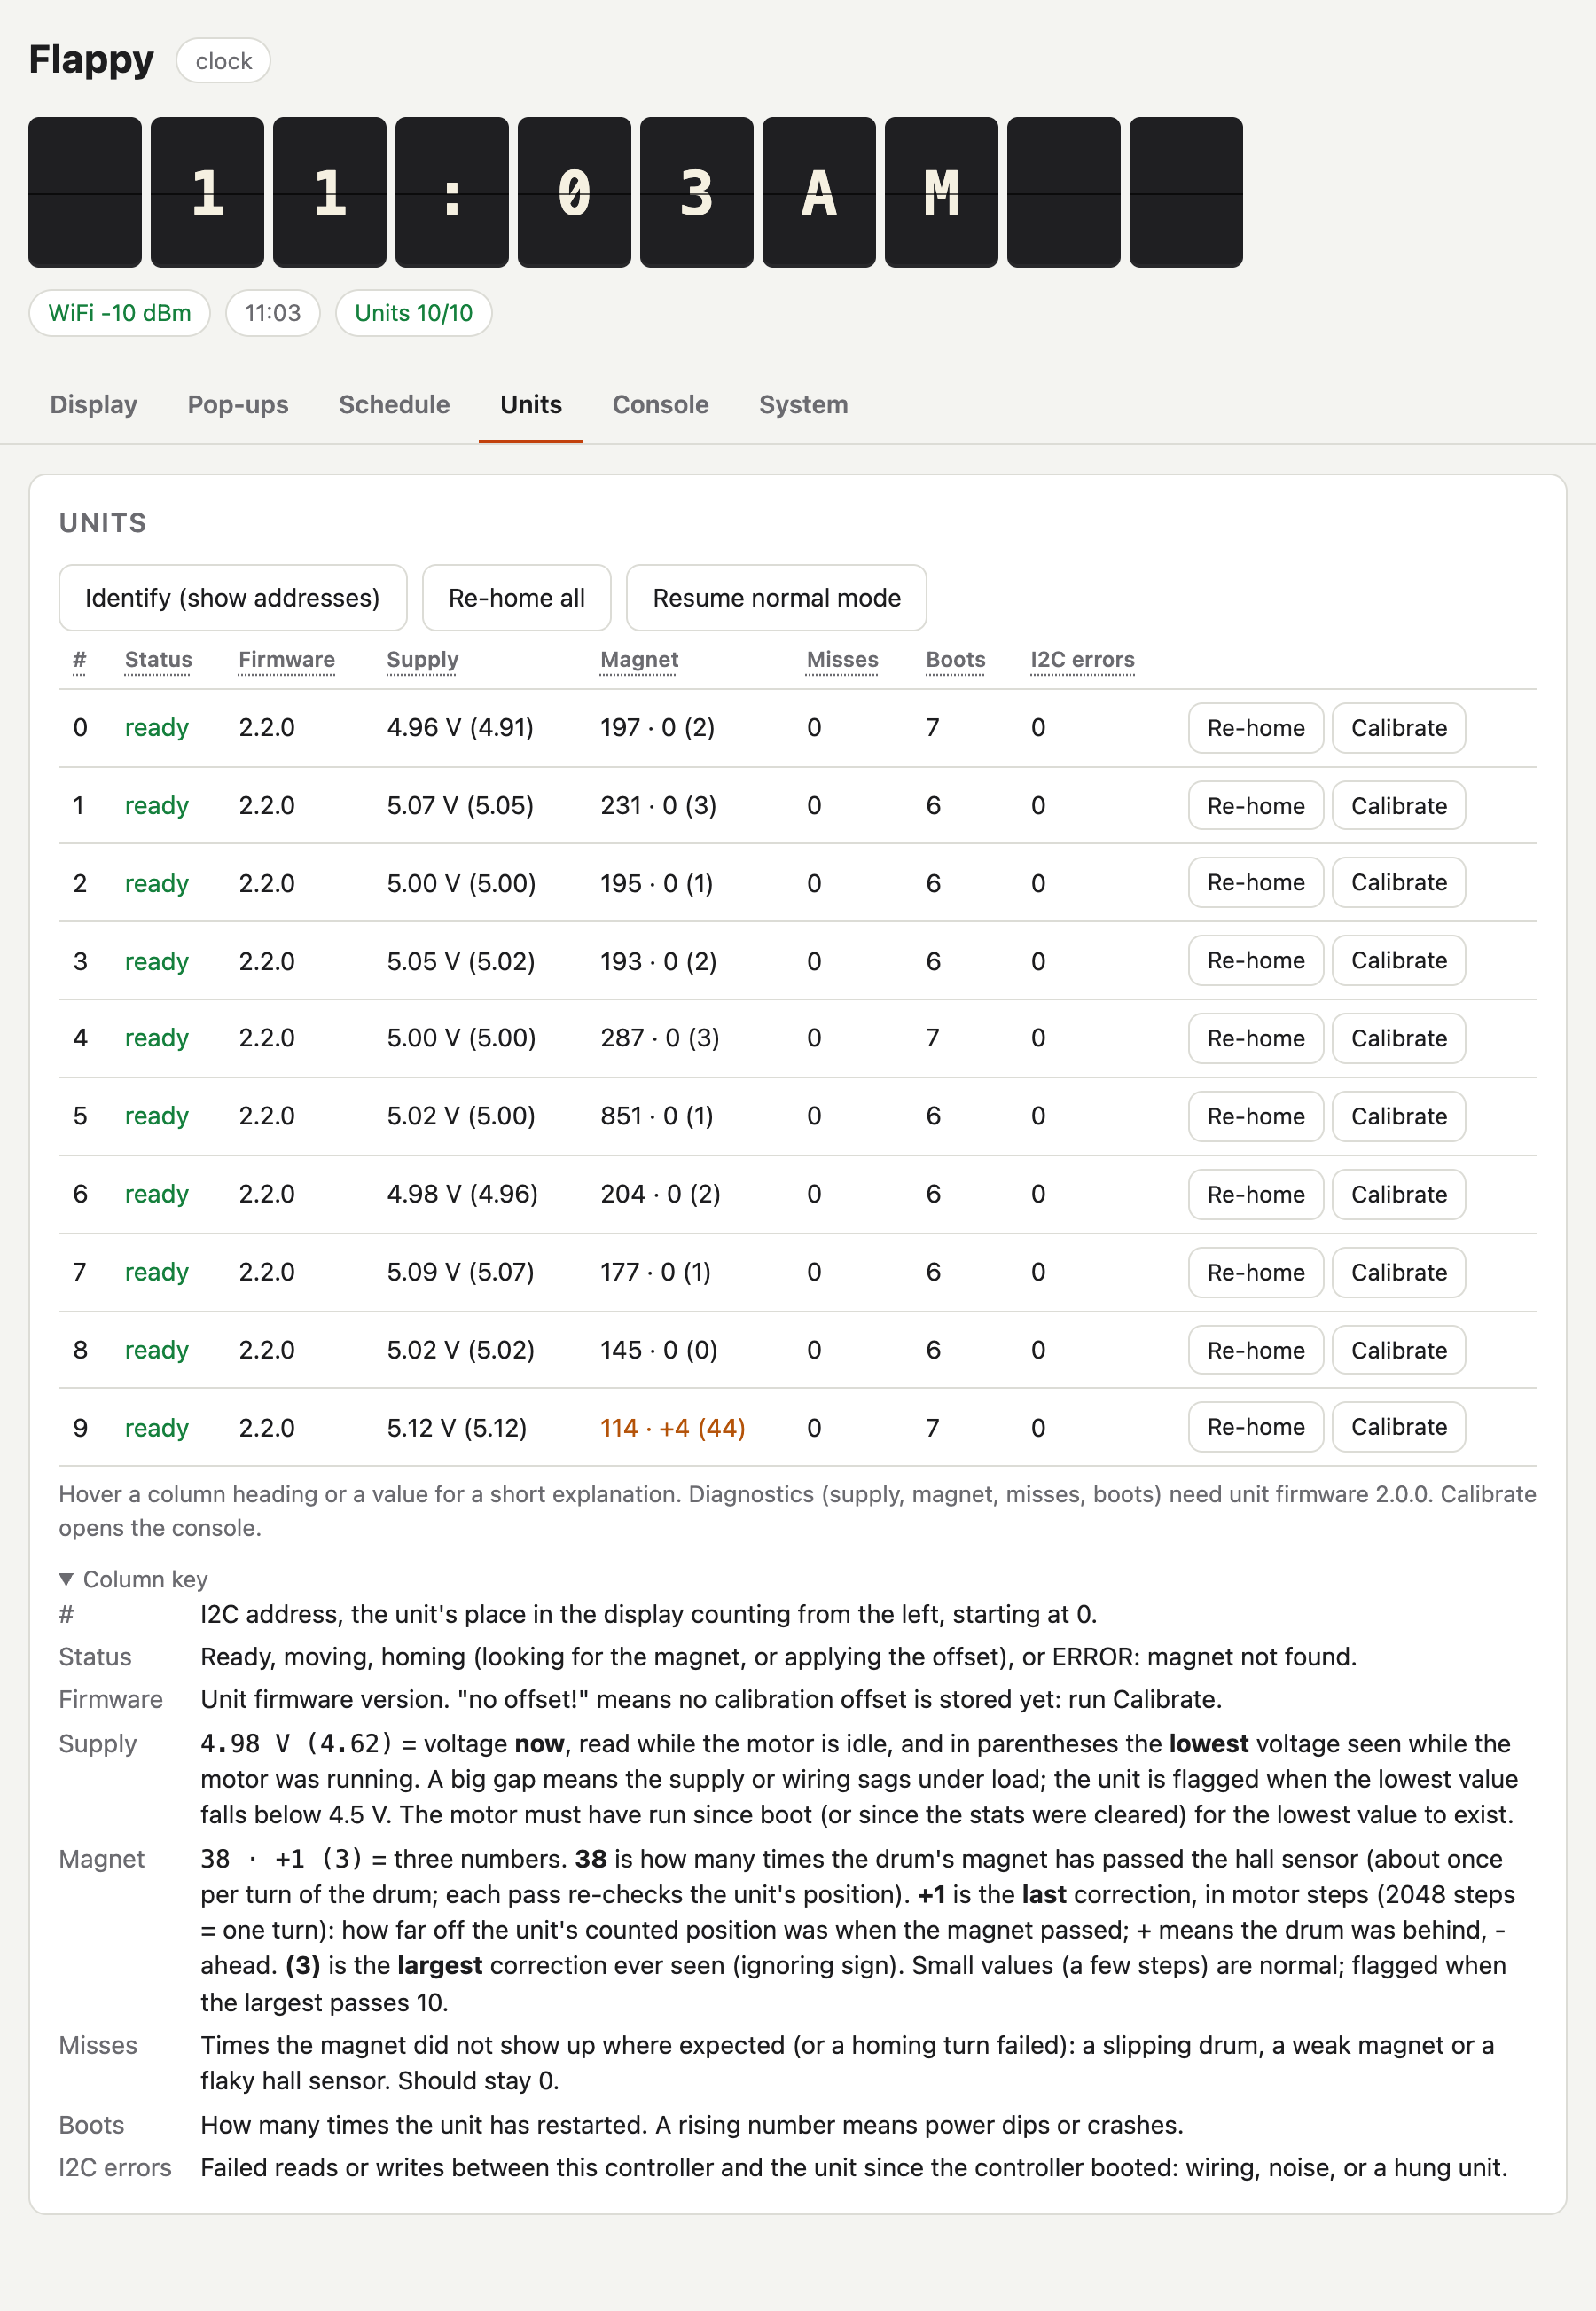 Flappy clock
1 1 : 0 3 A M
WiFi -10 dBm 11:03 Units 10/10
Display Pop-ups Schedule Units Console System
UNITS
Identify (show addresses) Re-home all Resume normal mode
# Status Firmware Supply Magnet Misses Boots I2C errors
0 ready 2.2.0 4.96 V (4.91) 197 · 0 (2) 0 7 0 Re-home Calibrate
1 ready 2.2.0 5.07 V (5.05) 231 · 0 (3) 0 6 0 Re-home Calibrate
2 ready 2.2.0 5.00 V (5.00) 195 · 0 (1) 0 6 0 Re-home Calibrate
3 ready 2.2.0 5.05 V (5.02) 193 · 0 (2) 0 6 0 Re-home Calibrate
4 ready 2.2.0 5.00 V (5.00) 287 · 0 (3) 0 7 0 Re-home Calibrate
5 ready 2.2.0 5.02 V (5.00) 851 · 0 (1) 0 6 0 Re-home Calibrate
6 ready 2.2.0 4.98 V (4.96) 204 · 0 (2) 0 6 0 Re-home Calibrate
7 ready 2.2.0 5.09 V (5.07) 177 · 0 (1) 0 6 0 Re-home Calibrate
8 ready 2.2.0 5.02 V (5.02) 145 · 0 (0) 0 6 0 Re-home Calibrate
9 ready 2.2.0 5.12 V (5.12) 114 · +4 (44) 0 7 0 Re-home Calibrate
Hover a column heading or a value for a short explanation. Diagnostics (supply, magnet, misses, boots) need unit firmware 2.0.0. Calibrate
opens the console.
▼ Column key
# I2C address, the unit's place in the display counting from the left, starting at 0.
Status Ready, moving, homing (looking for the magnet, or applying the offset), or ERROR: magnet not found.
Firmware Unit firmware version. "no offset!" means no calibration offset is stored yet: run Calibrate.
Supply 4.98 V (4.62) = voltage now, read while the motor is idle, and in parentheses the lowest voltage seen while the
motor was running. A big gap means the supply or wiring sags under load; the unit is flagged when the lowest value
falls below 4.5 V. The motor must have run since boot (or since the stats were cleared) for the lowest value to exist.
Magnet 38 · +1 (3) = three numbers. 38 is how many times the drum's magnet has passed the hall sensor (about once
per turn of the drum; each pass re-checks the unit's position). +1 is the last correction, in motor steps (2048 steps
= one turn): how far off the unit's counted position was when the magnet passed; + means the drum was behind, -
ahead. (3) is the largest correction ever seen (ignoring sign). Small values (a few steps) are normal; flagged when
the largest passes 10.
Misses Times the magnet did not show up where expected (or a homing turn failed): a slipping drum, a weak magnet or a
flaky hall sensor. Should stay 0.
Boots How many times the unit has restarted. A rising number means power dips or crashes.
I2C errors Failed reads or writes between this controller and the unit since the controller booted: wiring, noise, or a hung unit.